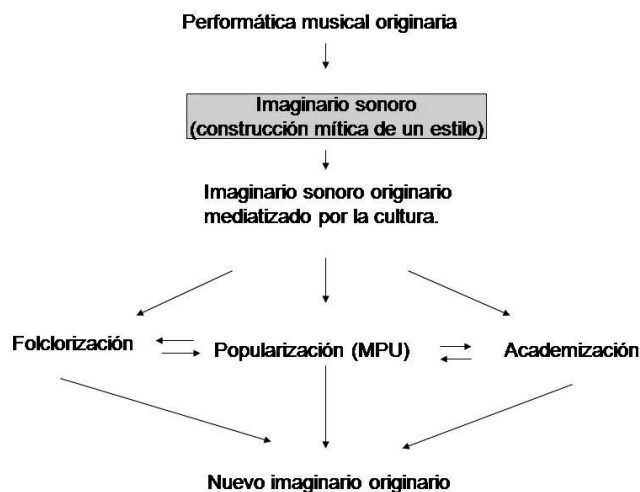 Performática musical originaria
Imaginario sonoro
(construcción mítica de un estilo)
Imaginario sonoro originario
mediatizado por la cultura.
Folclorización
Popularización (MPU)
Academización
Nuevo imaginario originario